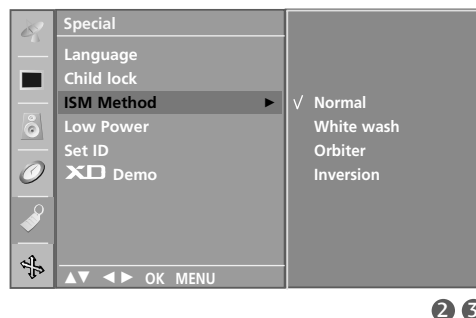 Special
Language
Child lock
ISM Method ► √ Normal
Low Power White wash
Set ID Orbiter
XD Demo Inversion
▲▼ ◄► OK MENU
2 3